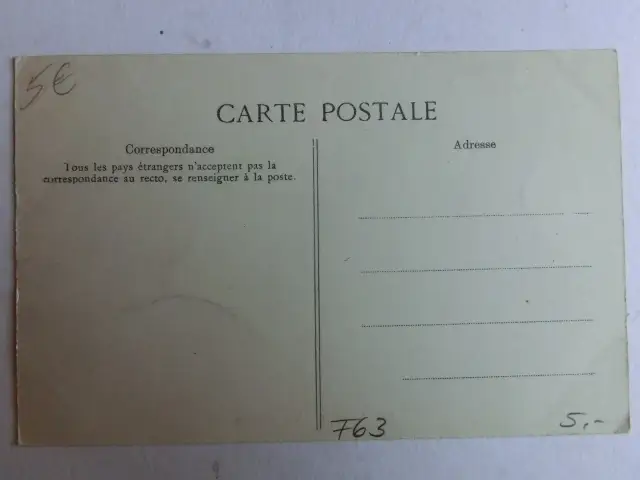 5€
CARTE POSTALE
Correspondance
Tous les pays étrangers n'acceptent pas la
correspondance au recto, se renseigner à la poste.
Adresse
F63
5,-